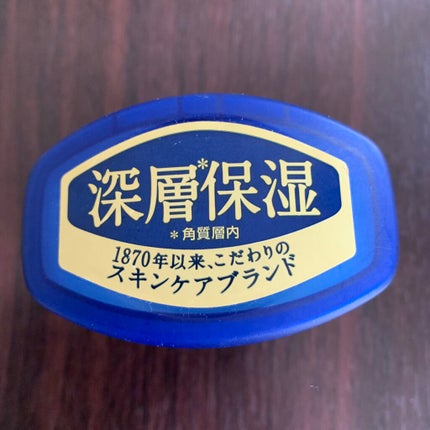 深層*保湿
*角質層内
1870年以来、こだわりの
スキンケアブランド